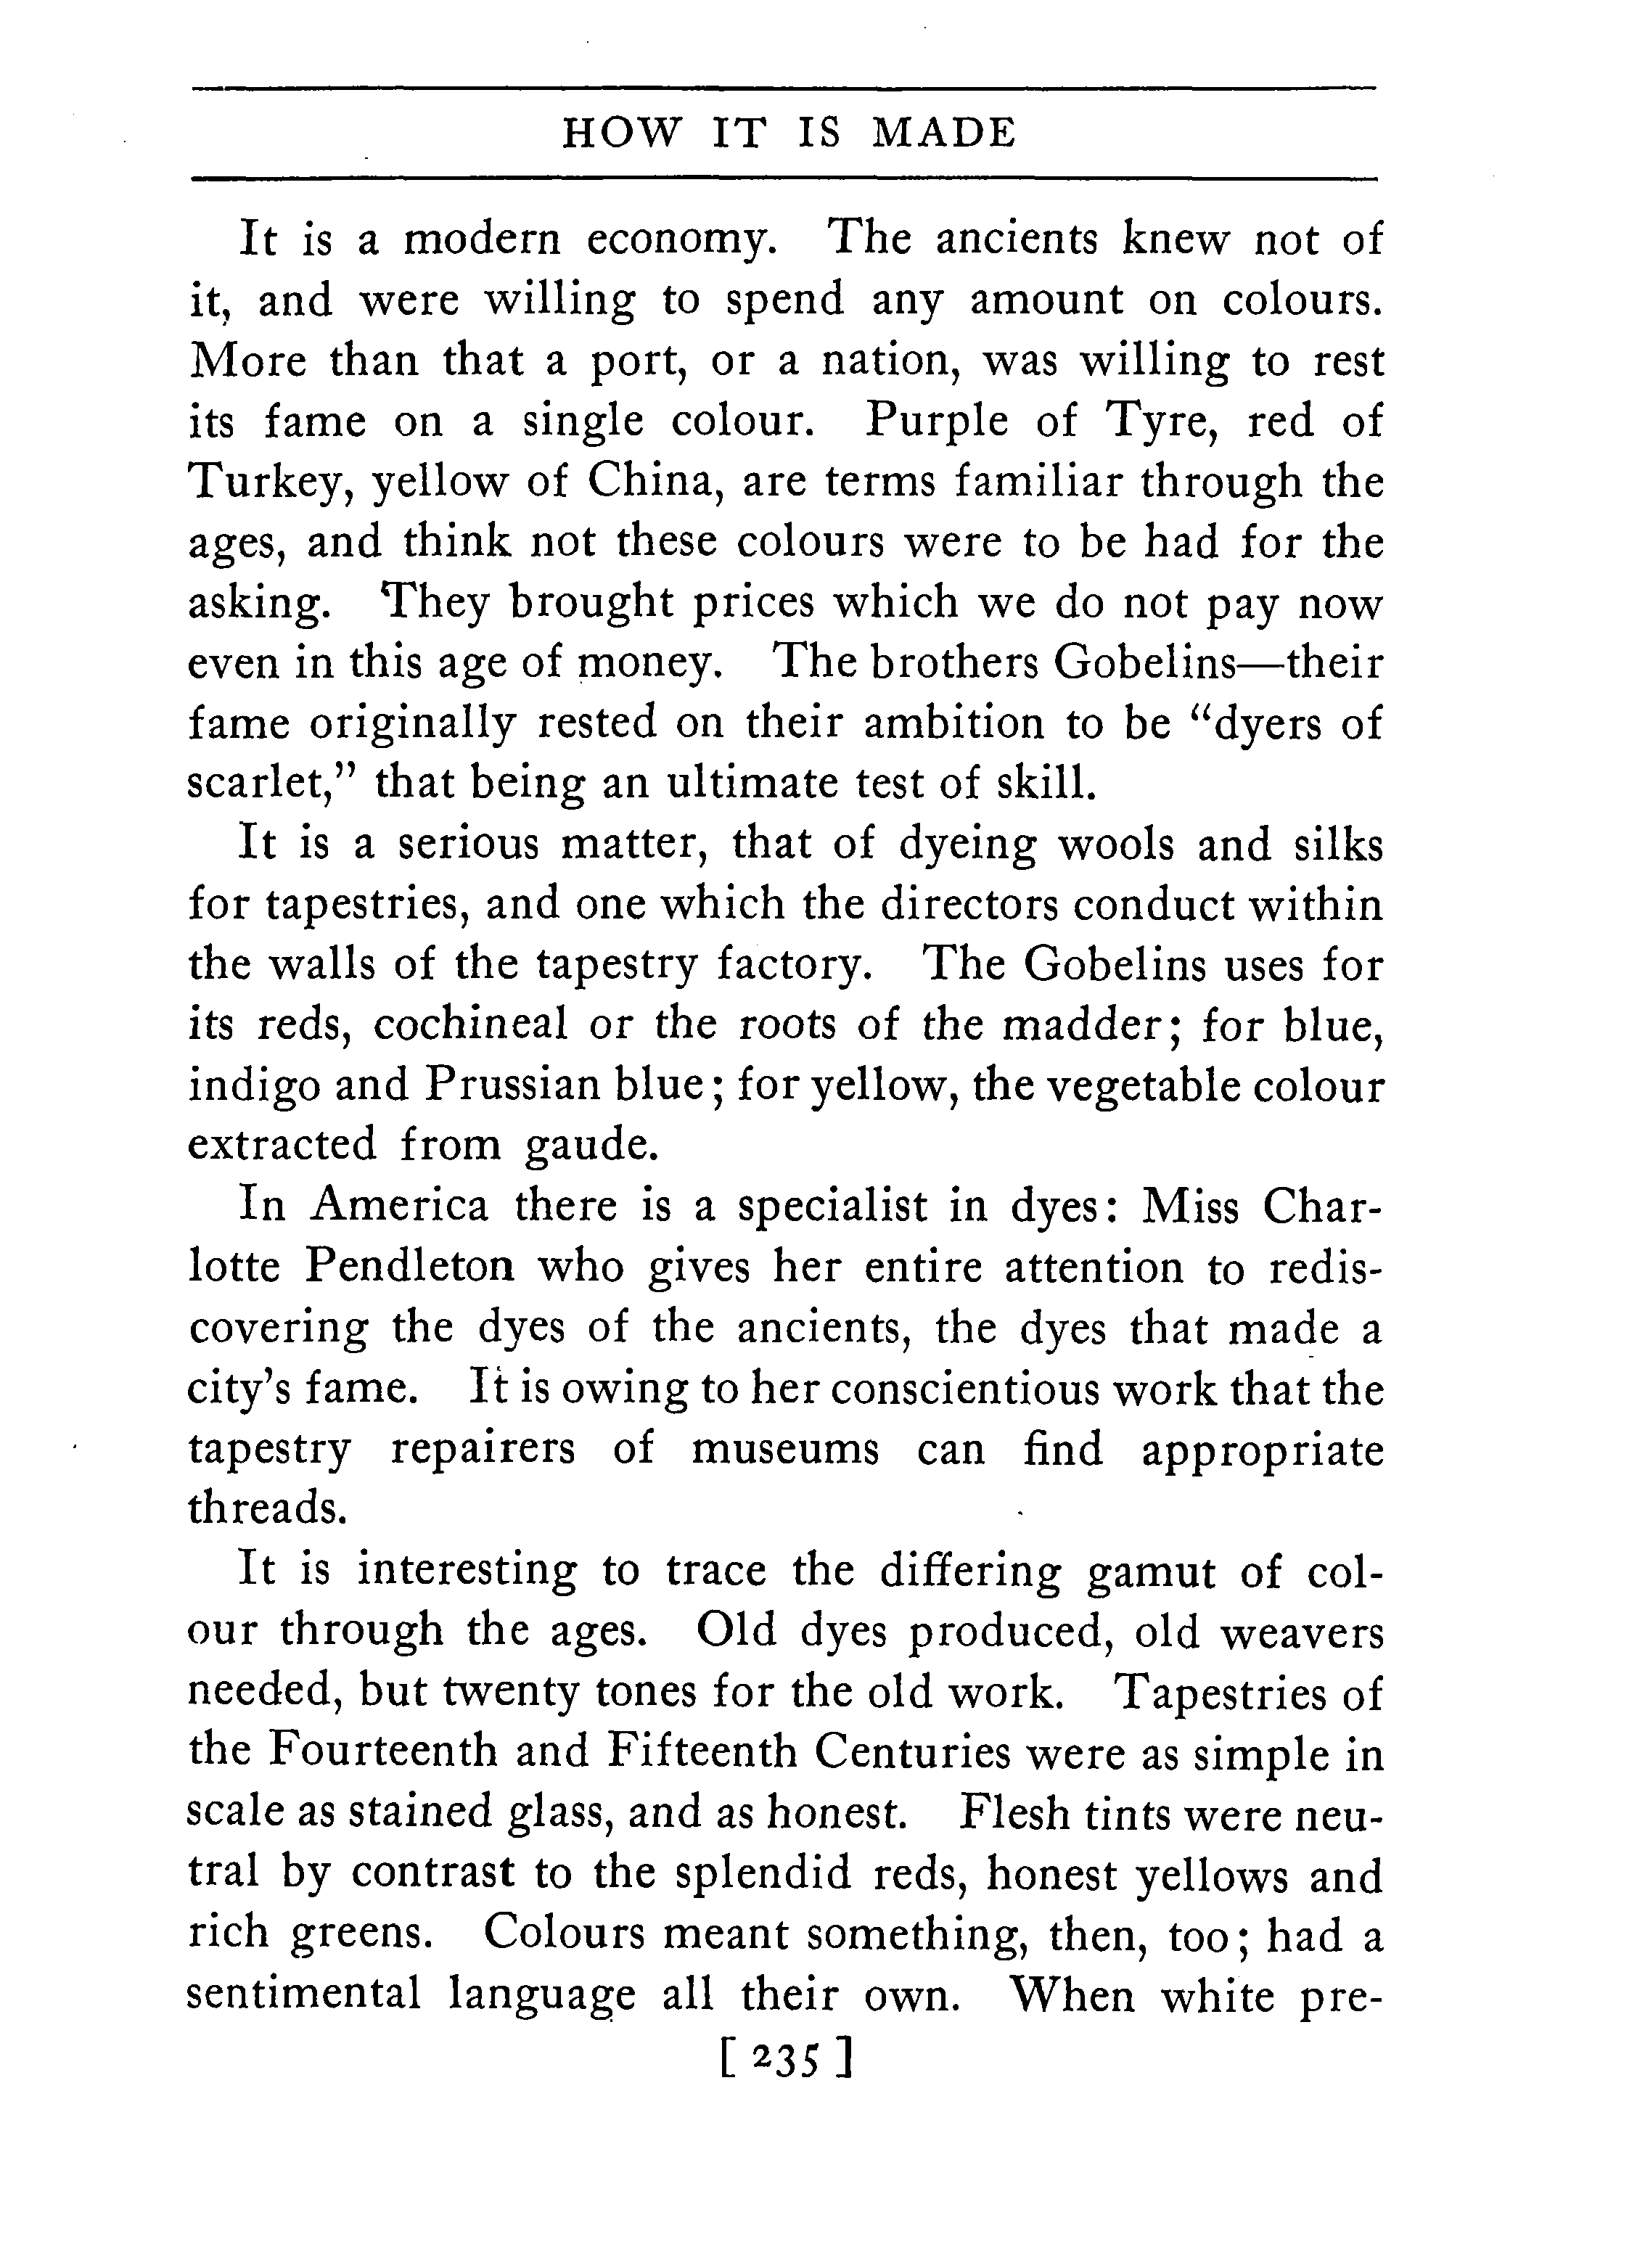 HOW IT IS MADE
It is a modern economy. The ancients knew not of
it, and were willing to spend any amount on colours.
More than that a port, or a nation, was willing to rest
its fame on a single colour. Purple of Tyre, red of
Turkey, yellow of China, are terms familiar through the
ages, and think not these colours were to be had for the
asking. They brought prices which we do not pay now
even in this age of money. The brothers Gobelins—their
fame originally rested on their ambition to be “dyers of
scarlet,” that being an ultimate test of skill.
It is a serious matter, that of dyeing wools and silks
for tapestries, and one which the directors conduct within
the walls of the tapestry factory. The Gobelins uses for
its reds, cochineal or the roots of the madder; for blue,
indigo and Prussian blue; for yellow, the vegetable colour
extracted from gaude.
In America there is a specialist in dyes: Miss Char-
lotte Pendleton who gives her entire attention to redis-
covering the dyes of the ancients, the dyes that made a
city's fame. It is owing to her conscientious work that the
tapestry repairers of museums can find appropriate
threads.
It is interesting to trace the differing gamut of col-
our through the ages. Old dyes produced, old weavers
needed, but twenty tones for the old work. Tapestries of
the Fourteenth and Fifteenth Centuries were as simple in
scale as stained glass, and as honest. Flesh tints were neu-
tral by contrast to the splendid reds, honest yellows and
rich greens. Colours meant something, then, too; had a
sentimental language all their own. When white pre-
[ 235 ]